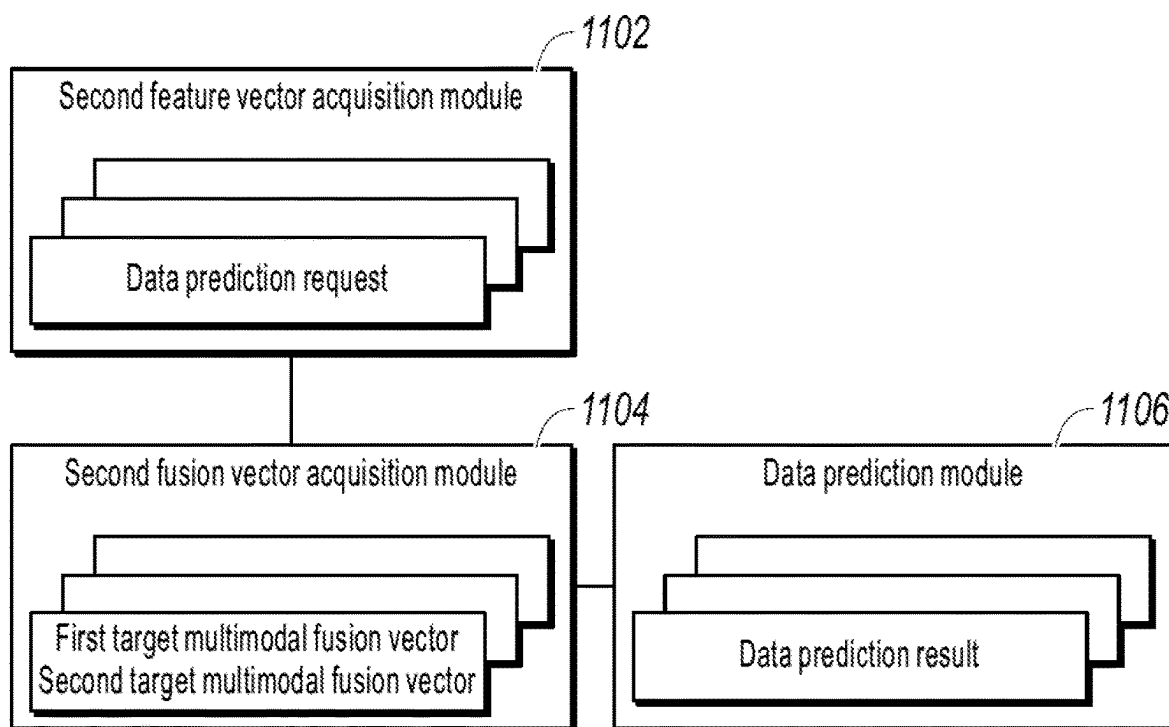 1102
Second feature vector acquisition module
Data prediction request
1104
Second fusion vector acquisition module
First target multimodal fusion vector
Second target multimodal fusion vector
1106
Data prediction module
Data prediction result